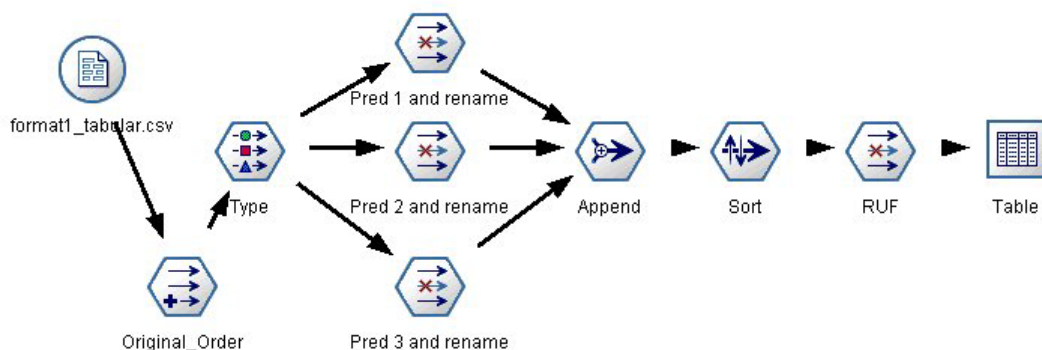 Pred 1 and rename
format1_tabular.csv
Type
Pred 2 and rename
Append
Sort
RUF
Table
Original_Order
Pred 3 and rename